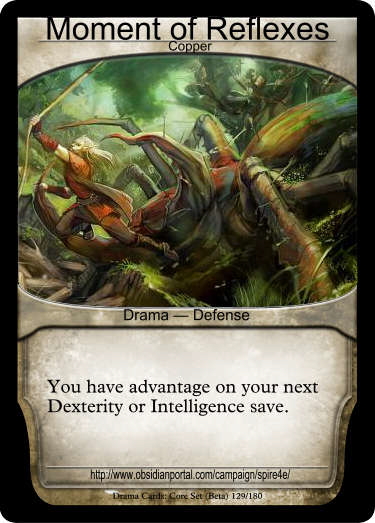 Moment of Reflexes
Copper
Drama — Defense
You have advantage on your next
Dexterity or Intelligence save.
http://www.obsidianportal.com/campaign/spire4e/
Drama Cards: Core Set (Beta) 129/180